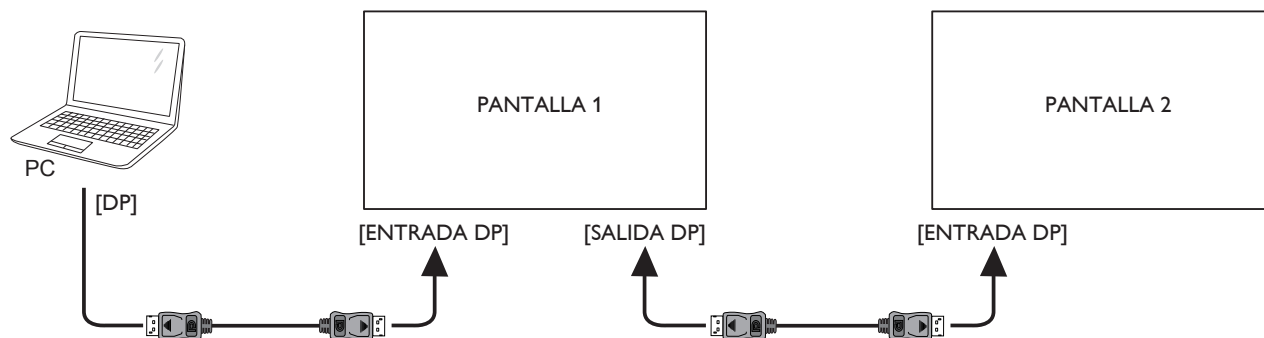 PANTALLA 1
PANTALLA 2
PC
[DP]
[ENTRADA DP]
[SALIDA DP]
[ENTRADA DP]